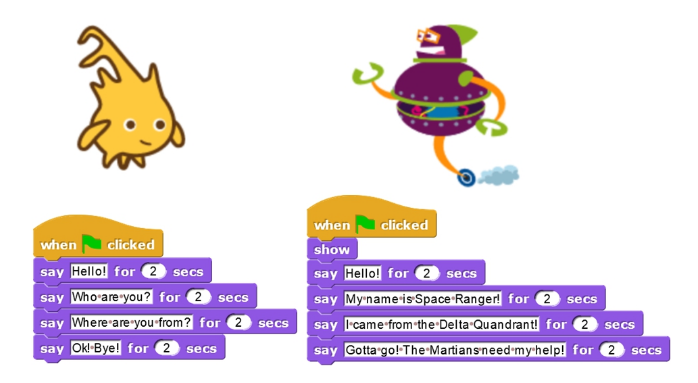 when clicked
say Hello! for 2 secs
say Who are you? for 2 secs
say Where are you from? for 2 secs
say Ok! Bye! for 2 secs
when clicked
show
say Hello! for 2 secs
say My name is Space Ranger! for 2 secs
say I came from the Delta Quandrant! for 2 secs
say Gotta go! The Martians need my help! for 2 secs